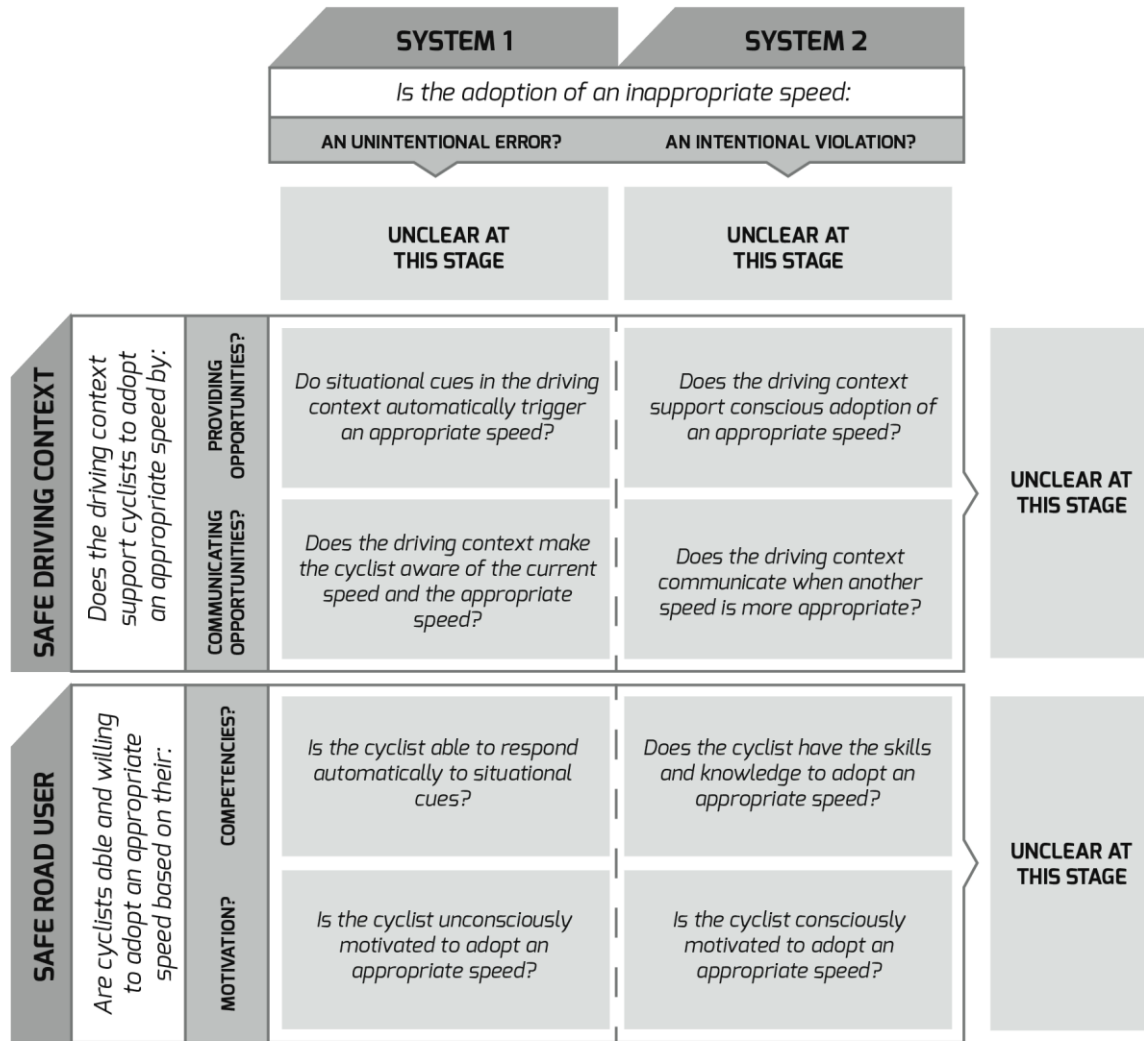 SYSTEM 1
SYSTEM 2
Is the adoption of an inappropriate speed:
AN UNINTENTIONAL ERROR?
AN INTENTIONAL VIOLATION?
UNCLEAR AT
THIS STAGE
UNCLEAR AT
THIS STAGE
SAFE DRIVING CONTEXT
Does the driving context
support cyclists to adopt
an appropriate speed by:
PROVIDING
OPPORTUNITIES?
Do situational cues in the driving
context automatically trigger
an appropriate speed?
Does the driving context
support conscious adoption of
an appropriate speed?
COMMUNICATING
OPPORTUNITIES?
Does the driving context make
the cyclist aware of the current
speed and the appropriate
speed?
Does the driving context
communicate when another
speed is more appropriate?
UNCLEAR AT
THIS STAGE
SAFE ROAD USER
Are cyclists able and willing
to adopt an appropriate
speed based on their:
COMPETENCIES?
Is the cyclist able to respond
automatically to situational
cues?
Does the cyclist have the skills
and knowledge to adopt an
appropriate speed?
MOTIVATION?
Is the cyclist unconsciously
motivated to adopt an
appropriate speed?
Is the cyclist consciously
motivated to adopt an
appropriate speed?
UNCLEAR AT
THIS STAGE